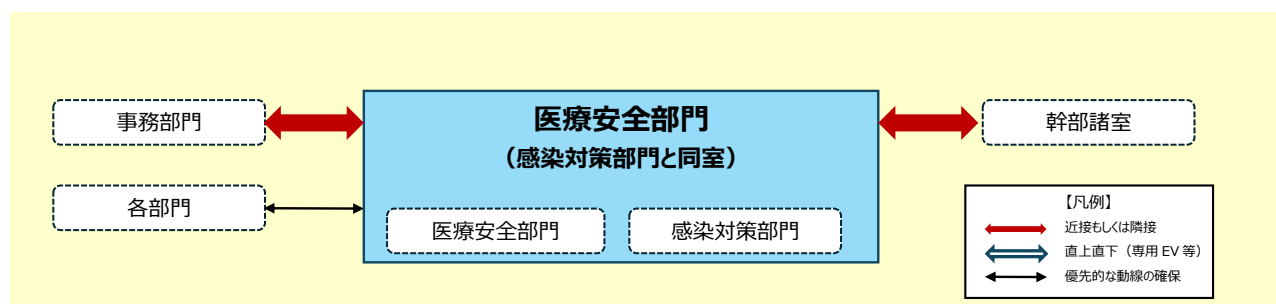 事務部門
各部門
医療安全部門
（感染対策部門と同室）
医療安全部門
感染対策部門
幹部諸室
【凡例】
近接もしくは隣接
直上直下（専用 EV 等）
優先的な動線の確保